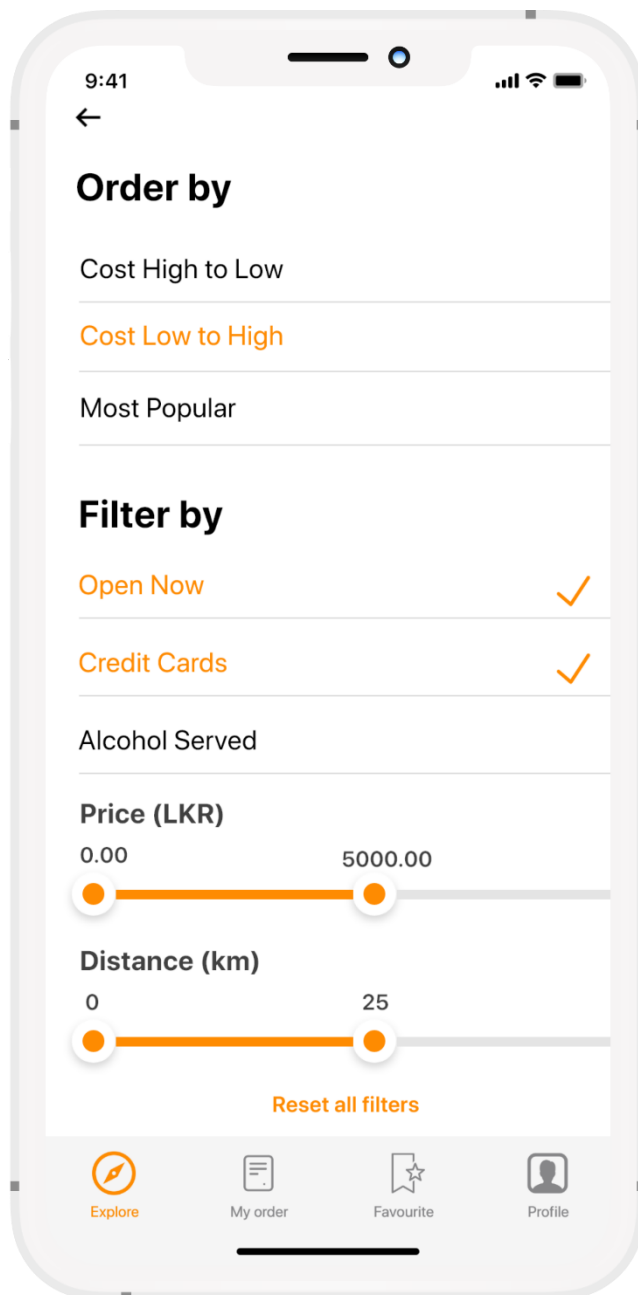 9:41
Order by
Cost High to Low
Cost Low to High
Most Popular
Filter by
Open Now
Credit Cards
Alcohol Served
Price (LKR)
0.00 5000.00
Distance (km)
0 25
Reset all filters
Explore My order Favourite Profile